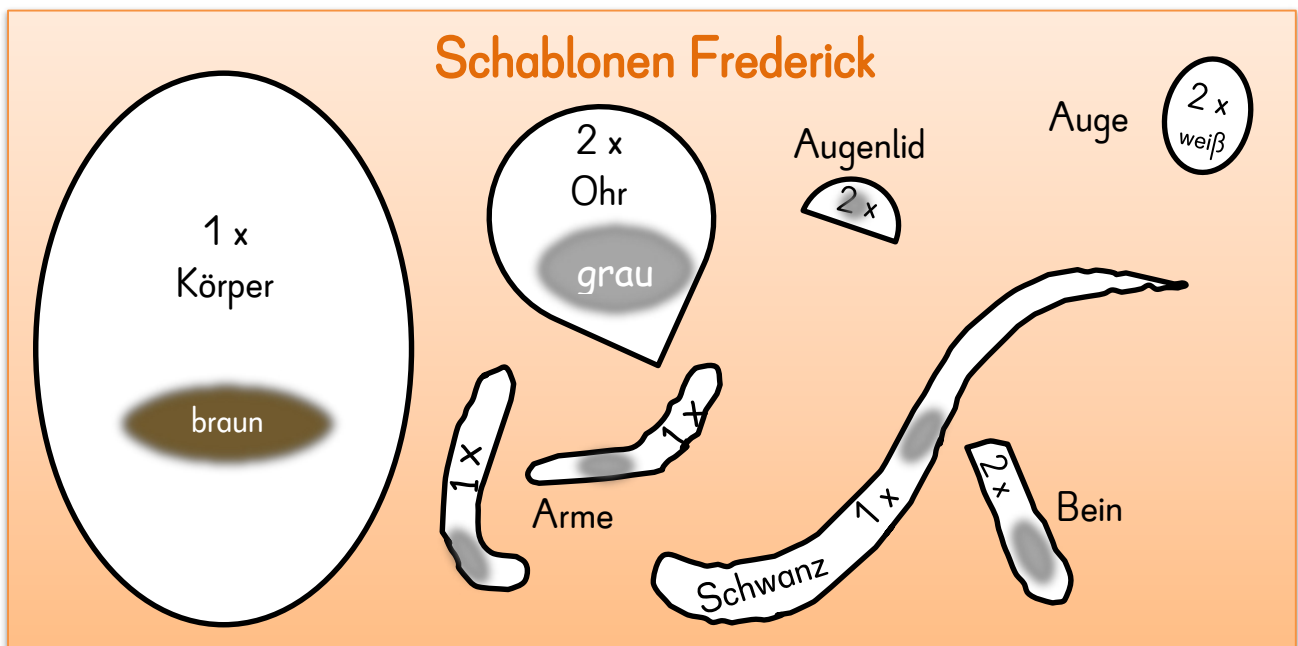 Schablonen Frederick
1 x
Körper
braun
2 x
Ohr
grau
Augenlid
2 x
Auge
2 x
weiß
1 x
1 x
Arme
1 x
Schwanz
2 x
Bein